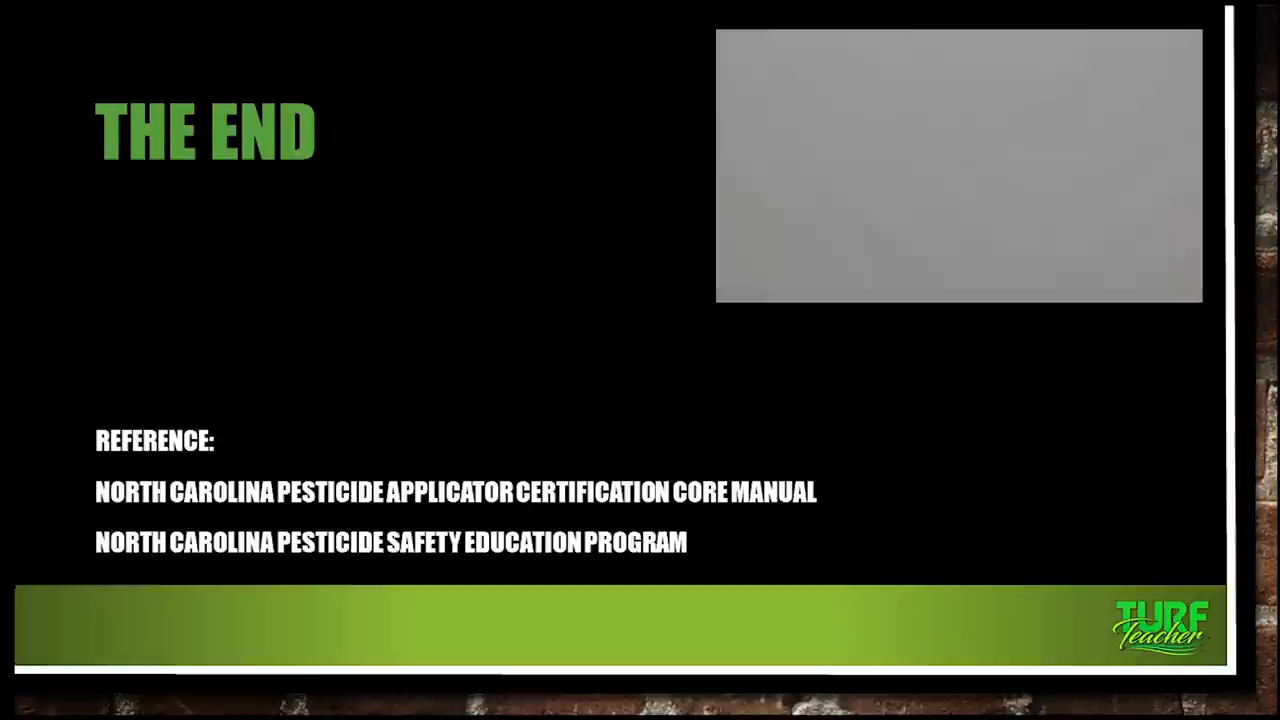 THE END
REFERENCE:
NORTH CAROLINA PESTICIDE APPLICATOR CERTIFICATION CORE MANUAL
NORTH CAROLINA PESTICIDE SAFETY EDUCATION PROGRAM
TURF
Teacher